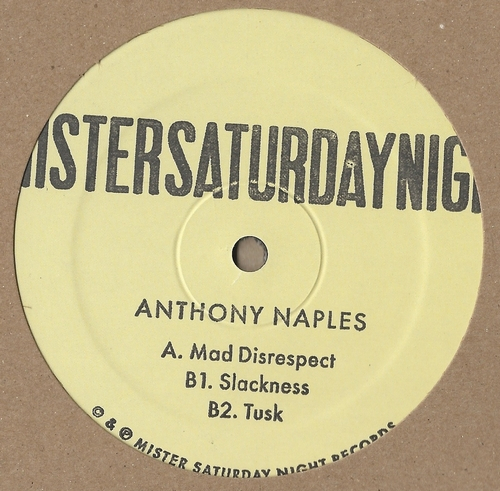 MISTERSATURDAYNIG
ANTHONY NAPLES
A. Mad Disrespect
B1. Slackness
B2. Tusk
© & ℗ MISTER SATURDAY NIGHT RECORDS